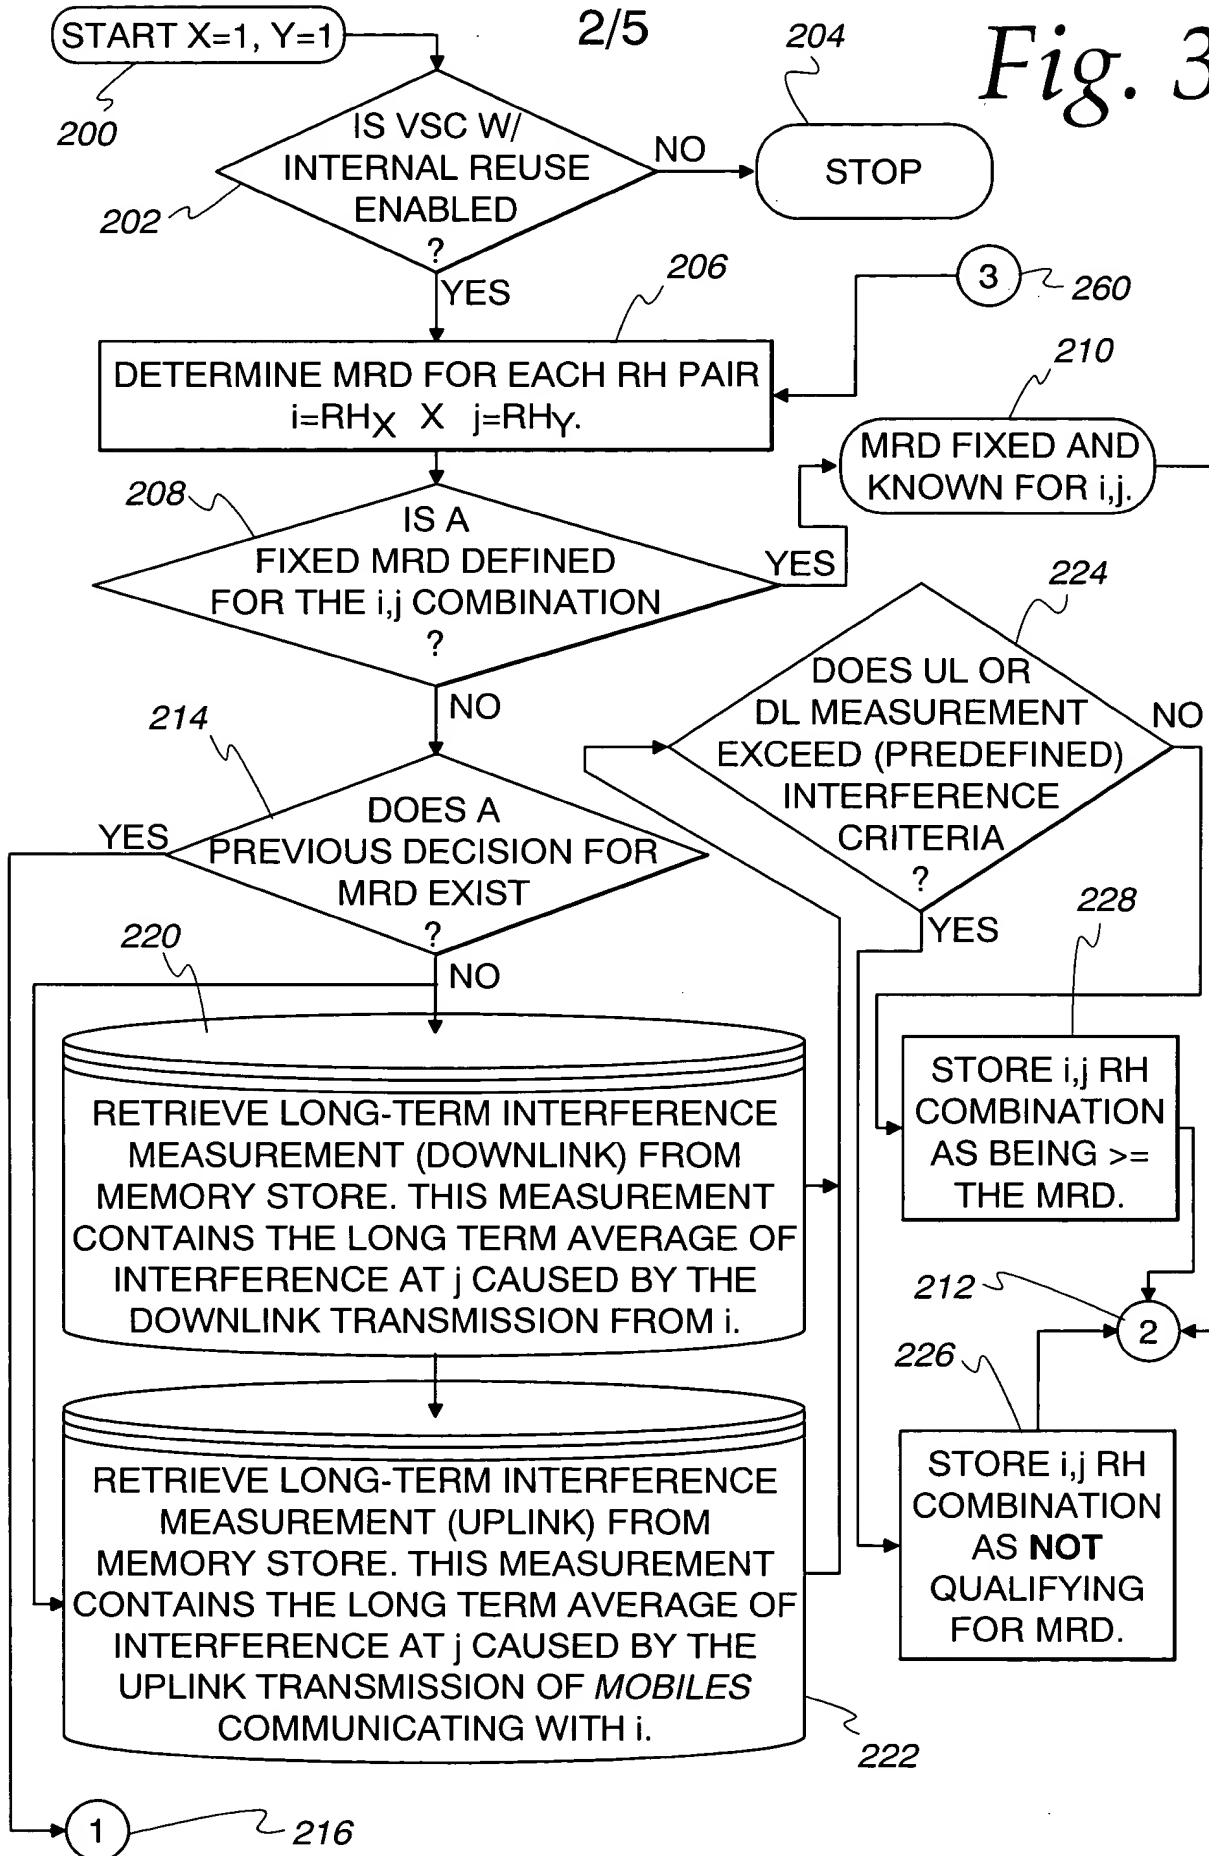 START X=1, Y=1
2/5
204
Fig. 3
200
IS VSC W/
INTERNAL REUSE
ENABLED
?
NO
STOP
202
YES
206
3
260
DETERMINE MRD FOR EACH RH PAIR
i=RHX X j=RHY.
210
MRD FIXED AND
KNOWN FOR i,j.
208
IS A
FIXED MRD DEFINED
FOR THE i,j COMBINATION
?
YES
NO
224
DOES UL OR
DL MEASUREMENT
EXCEED (PREDEFINED)
INTERFERENCE
CRITERIA
?
NO
YES
214
DOES A
PREVIOUS DECISION FOR
MRD EXIST
?
YES
NO
220
RETRIEVE LONG-TERM INTERFERENCE
MEASUREMENT (DOWNLINK) FROM
MEMORY STORE. THIS MEASUREMENT
CONTAINS THE LONG TERM AVERAGE OF
INTERFERENCE AT j CAUSED BY THE
DOWNLINK TRANSMISSION FROM i.
228
STORE i,j RH
COMBINATION
AS BEING >=
THE MRD.
212
2
226
STORE i,j RH
COMBINATION
AS NOT
QUALIFYING
FOR MRD.
RETRIEVE LONG-TERM INTERFERENCE
MEASUREMENT (UPLINK) FROM
MEMORY STORE. THIS MEASUREMENT
CONTAINS THE LONG TERM AVERAGE OF
INTERFERENCE AT j CAUSED BY THE
UPLINK TRANSMISSION OF MOBILES
COMMUNICATING WITH i.
222
1
216